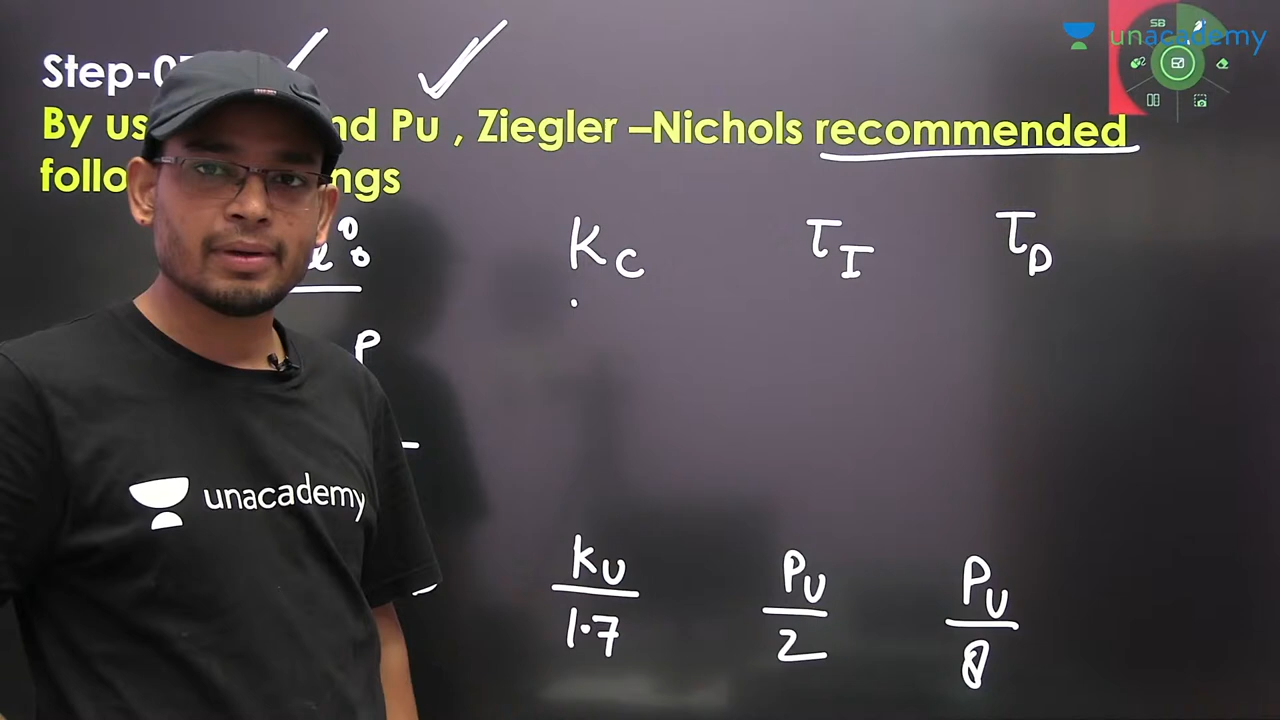 Step-0
unacademy
SB
By us nd Pu , Ziegler –Nichols recommended
follo ngs
KC τI τD
P
unacademy
KU/1.7 PU/2 PU/8